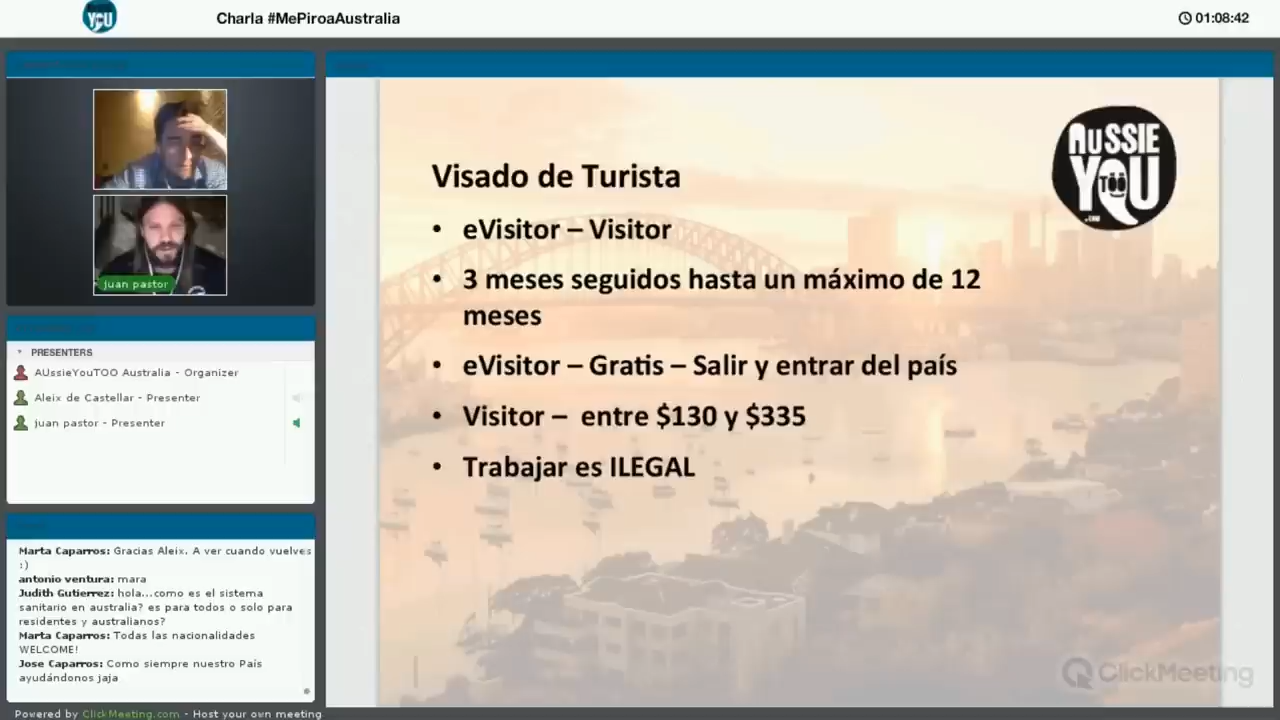 YOU
Charla #MePiroaAustralia
01:08:42
juan pastor
PRESENTERS
AUssieYouTOO Australia - Organizer
Aleix de Castellar - Presenter
juan pastor - Presenter
Marta Caparros: Gracias Aleix. A ver cuando vuelves
:)
antonio ventura: mara
Judith Gutierrez: hola...como es el sistema
sanitario en australia? es para todos o solo para
residentes y australianos?
Marta Caparros: Todas las nacionalidades
WELCOME!
Jose Caparros: Como siempre nuestro País
ayudándonos jaja
Powered by ClickMeeting.com - Host your own meeting
AUSSIE
YOU
TOO
.COM
Visado de Turista
• eVisitor – Visitor
• 3 meses seguidos hasta un máximo de 12
meses
• eVisitor – Gratis – Salir y entrar del país
• Visitor – entre $130 y $335
• Trabajar es ILEGAL
ClickMeeting